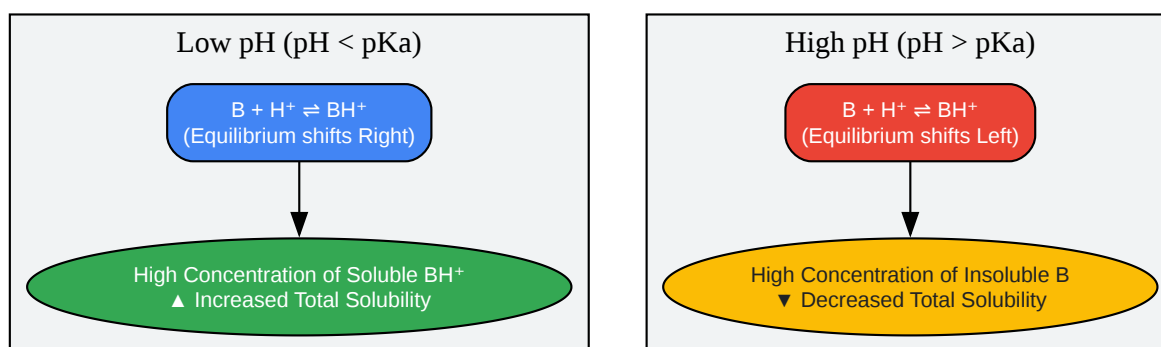 Low pH (pH < pKa)
B + H⁺ ⇌ BH⁺
(Equilibrium shifts Right)
High Concentration of Soluble BH⁺
▲ Increased Total Solubility
High pH (pH > pKa)
B + H⁺ ⇌ BH⁺
(Equilibrium shifts Left)
High Concentration of Insoluble B
▼ Decreased Total Solubility